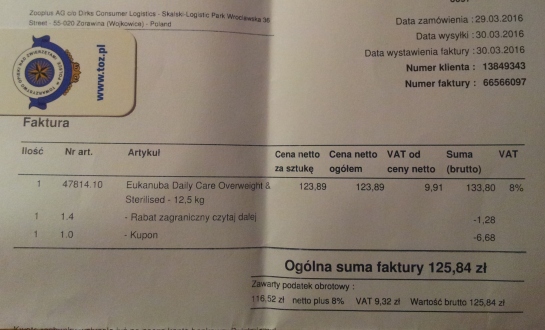 Zooplus AG c/o Dirke Consumer Logistics - Skalski-Logistic Park Wrocławska 36
Street - 55-020 Żórawina (Wojkowice) - Poland
Data zamówienia : 29.03.2016
Data wysyłki : 30.03.2016
Data wystawienia faktury : 30.03.2016
Numer klienta : 13849343
Numer faktury : 66566097
www.toz.pl
Faktura
Ilość Nr art. Artykuł Cena netto za sztukę Cena netto ogółem VAT od ceny netto Suma (brutto) VAT
1 47814.10 Eukanuba Daily Care Overweight & 123,89 123,89 9,91 133,80 8%
Sterilised - 12,5 kg
1 1.4 - Rabat zagraniczny czytaj dalej -1,28
1 1.0 - Kupon -6,68
Ogólna suma faktury 125,84 zł
Zawarty podatek obrotowy :
116,52 zł netto plus 8% VAT 9,32 zł Wartość brutto 125,84 zł